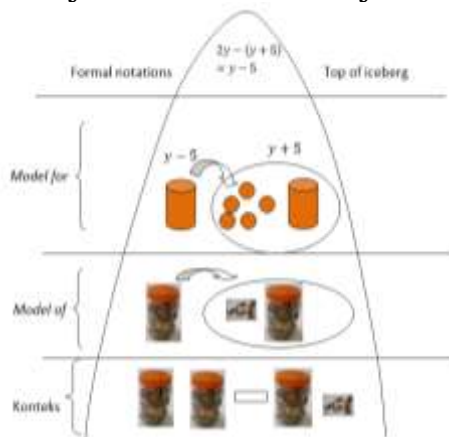 2y − (y + 5)
= y − 5
Formal notations
Top of iceberg
Model for
y − 5
y + 5
Model of
Konteks